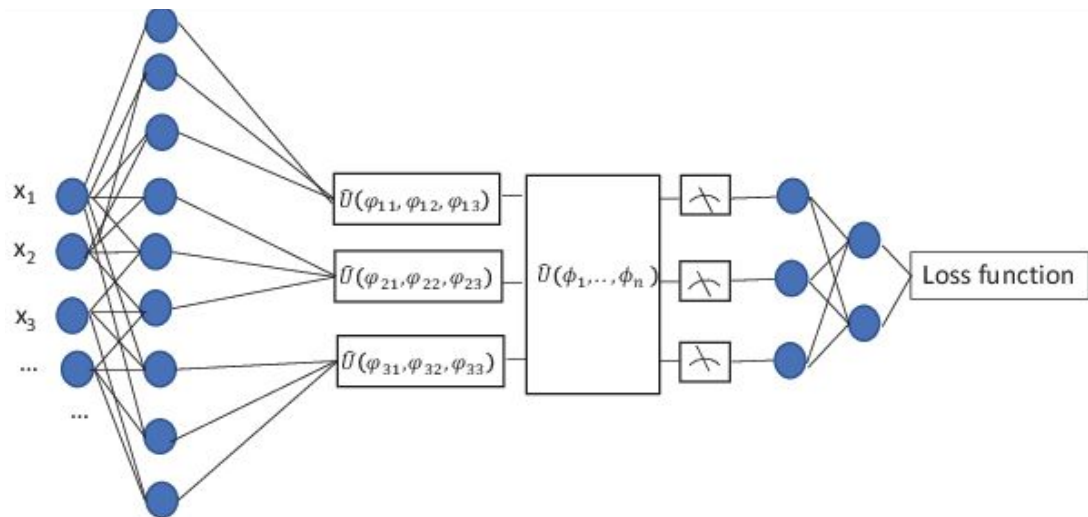 x₁
x₂
x₃
...
...
Û(φ₁₁, φ₁₂, φ₁₃)
Û(φ₂₁, φ₂₂, φ₂₃)
Û(φ₃₁, φ₃₂, φ₃₃)
Û(ϕ₁,..,ϕₙ)
Loss function